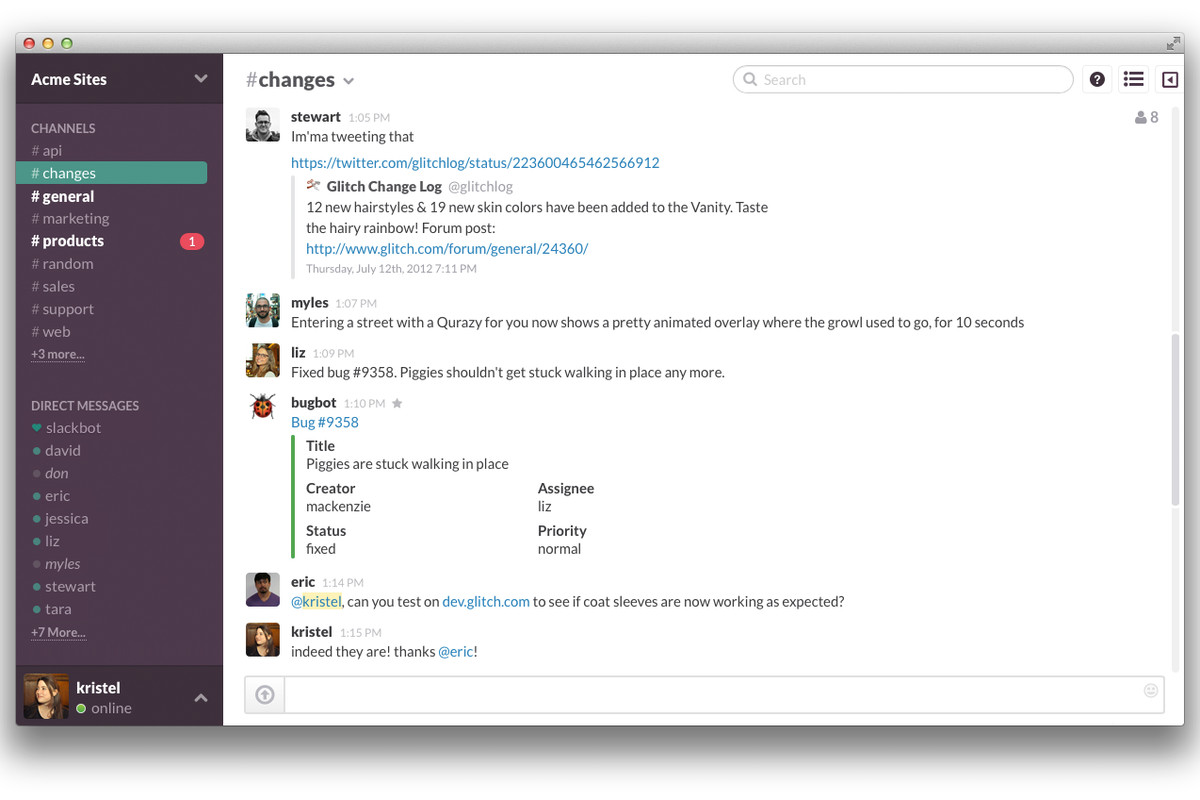 Acme Sites
CHANNELS
# api
# changes
# general
# marketing
# products 1
# random
# sales
# support
# web
+3 more...
DIRECT MESSAGES
slackbot
david
don
eric
jessica
liz
myles
stewart
tara
+7 More...
kristel
online
#changes
Search
?
8
stewart 1:05 PM
Im'ma tweeting that
https://twitter.com/glitchlog/status/223600465462566912
Glitch Change Log @glitchlog
12 new hairstyles & 19 new skin colors have been added to the Vanity. Taste
the hairy rainbow! Forum post:
http://www.glitch.com/forum/general/24360/
Thursday, July 12th, 2012 7:11 PM
myles 1:07 PM
Entering a street with a Qurazy for you now shows a pretty animated overlay where the growl used to go, for 10 seconds
liz 1:09 PM
Fixed bug #9358. Piggies shouldn't get stuck walking in place any more.
bugbot 1:10 PM
Bug #9358
Title
Piggies are stuck walking in place
Creator Assignee
mackenzie liz
Status Priority
fixed normal
eric 1:14 PM
@kristel, can you test on dev.glitch.com to see if coat sleeves are now working as expected?
kristel 1:15 PM
indeed they are! thanks @eric!